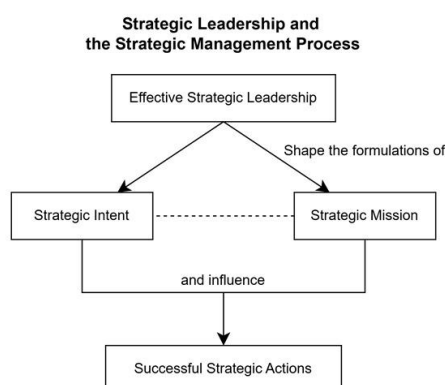 Strategic Leadership and
the Strategic Management Process
Effective Strategic Leadership
Shape the formulations of
Strategic Intent
Strategic Mission
and influence
Successful Strategic Actions